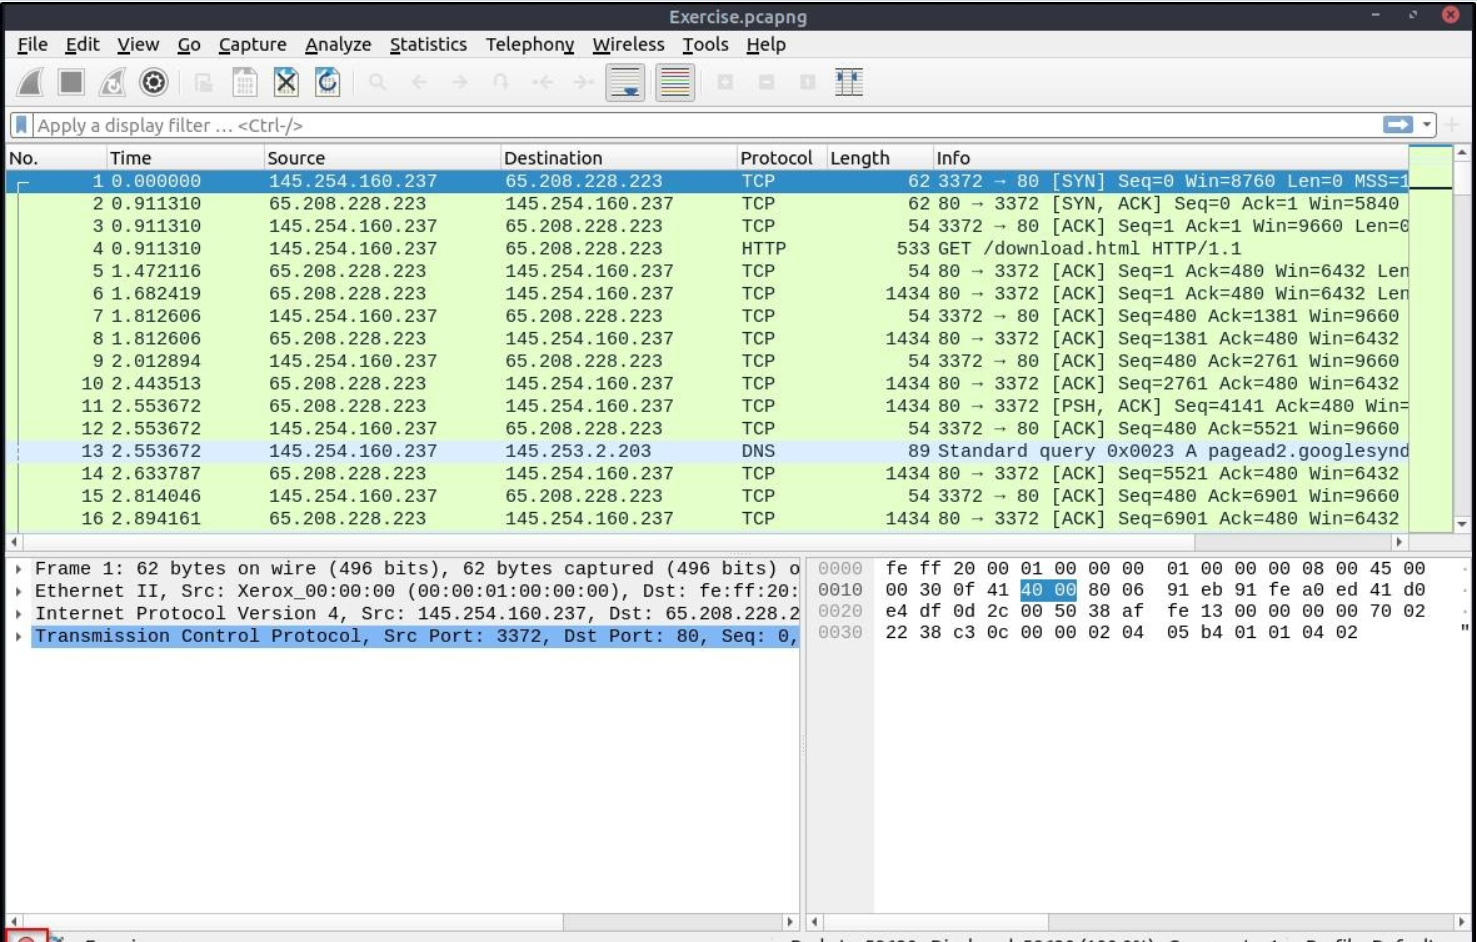 Exercise.pcapng
File Edit View Go Capture Analyze Statistics Telephony Wireless Tools Help
Apply a display filter … <Ctrl-/>
No. Time Source Destination Protocol Length Info
1 0.000000 145.254.160.237 65.208.228.223 TCP 62 3372 → 80 [SYN] Seq=0 Win=8760 Len=0 MSS=1
2 0.911310 65.208.228.223 145.254.160.237 TCP 62 80 → 3372 [SYN, ACK] Seq=0 Ack=1 Win=5840
3 0.911310 145.254.160.237 65.208.228.223 TCP 54 3372 → 80 [ACK] Seq=1 Ack=1 Win=9660 Len=0
4 0.911310 145.254.160.237 65.208.228.223 HTTP 533 GET /download.html HTTP/1.1
5 1.472116 65.208.228.223 145.254.160.237 TCP 54 80 → 3372 [ACK] Seq=1 Ack=480 Win=6432 Len
6 1.682419 65.208.228.223 145.254.160.237 TCP 1434 80 → 3372 [ACK] Seq=1 Ack=480 Win=6432 Len
7 1.812606 145.254.160.237 65.208.228.223 TCP 54 3372 → 80 [ACK] Seq=480 Ack=1381 Win=9660
8 1.812606 65.208.228.223 145.254.160.237 TCP 1434 80 → 3372 [ACK] Seq=1381 Ack=480 Win=6432
9 2.012894 145.254.160.237 65.208.228.223 TCP 54 3372 → 80 [ACK] Seq=480 Ack=2761 Win=9660
10 2.443513 65.208.228.223 145.254.160.237 TCP 1434 80 → 3372 [ACK] Seq=2761 Ack=480 Win=6432
11 2.553672 65.208.228.223 145.254.160.237 TCP 1434 80 → 3372 [PSH, ACK] Seq=4141 Ack=480 Win=
12 2.553672 145.254.160.237 65.208.228.223 TCP 54 3372 → 80 [ACK] Seq=480 Ack=5521 Win=9660
13 2.553672 145.254.160.237 145.253.2.203 DNS 89 Standard query 0x0023 A pagead2.googlesynd
14 2.633787 65.208.228.223 145.254.160.237 TCP 1434 80 → 3372 [ACK] Seq=5521 Ack=480 Win=6432
15 2.814046 145.254.160.237 65.208.228.223 TCP 54 3372 → 80 [ACK] Seq=480 Ack=6901 Win=9660
16 2.894161 65.208.228.223 145.254.160.237 TCP 1434 80 → 3372 [ACK] Seq=6901 Ack=480 Win=6432
Frame 1: 62 bytes on wire (496 bits), 62 bytes captured (496 bits) o
Ethernet II, Src: Xerox_00:00:00 (00:00:01:00:00:00), Dst: fe:ff:20:
Internet Protocol Version 4, Src: 145.254.160.237, Dst: 65.208.228.2
Transmission Control Protocol, Src Port: 3372, Dst Port: 80, Seq: 0,
0000 fe ff 20 00 01 00 00 00 01 00 00 00 08 00 45 00
0010 00 30 0f 41 40 00 80 06 91 eb 91 fe a0 ed 41 d0
0020 e4 df 0d 2c 00 50 38 af fe 13 00 00 00 00 70 02
0030 22 38 c3 0c 00 00 02 04 05 b4 01 01 04 02 "